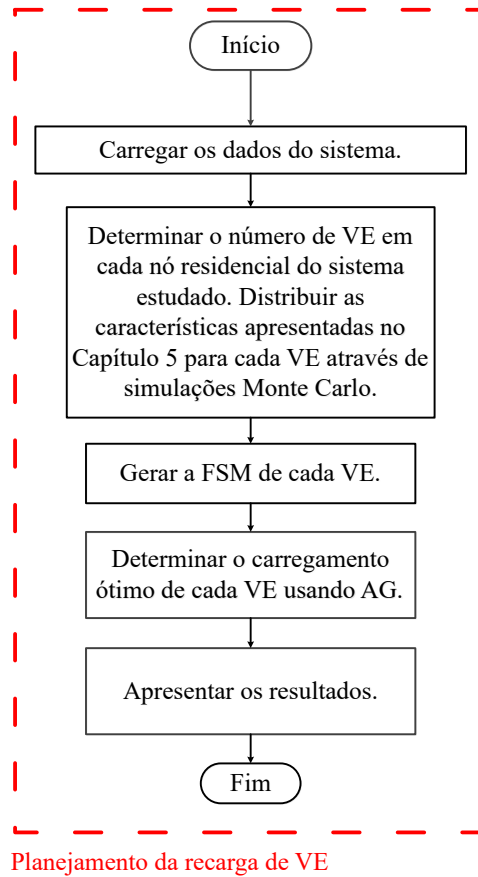 Início
Carregar os dados do sistema.
Determinar o número de VE em
cada nó residencial do sistema
estudado. Distribuir as
características apresentadas no
Capítulo 5 para cada VE através de
simulações Monte Carlo.
Gerar a FSM de cada VE.
Determinar o carregamento
ótimo de cada VE usando AG.
Apresentar os resultados.
Fim
Planejamento da recarga de VE